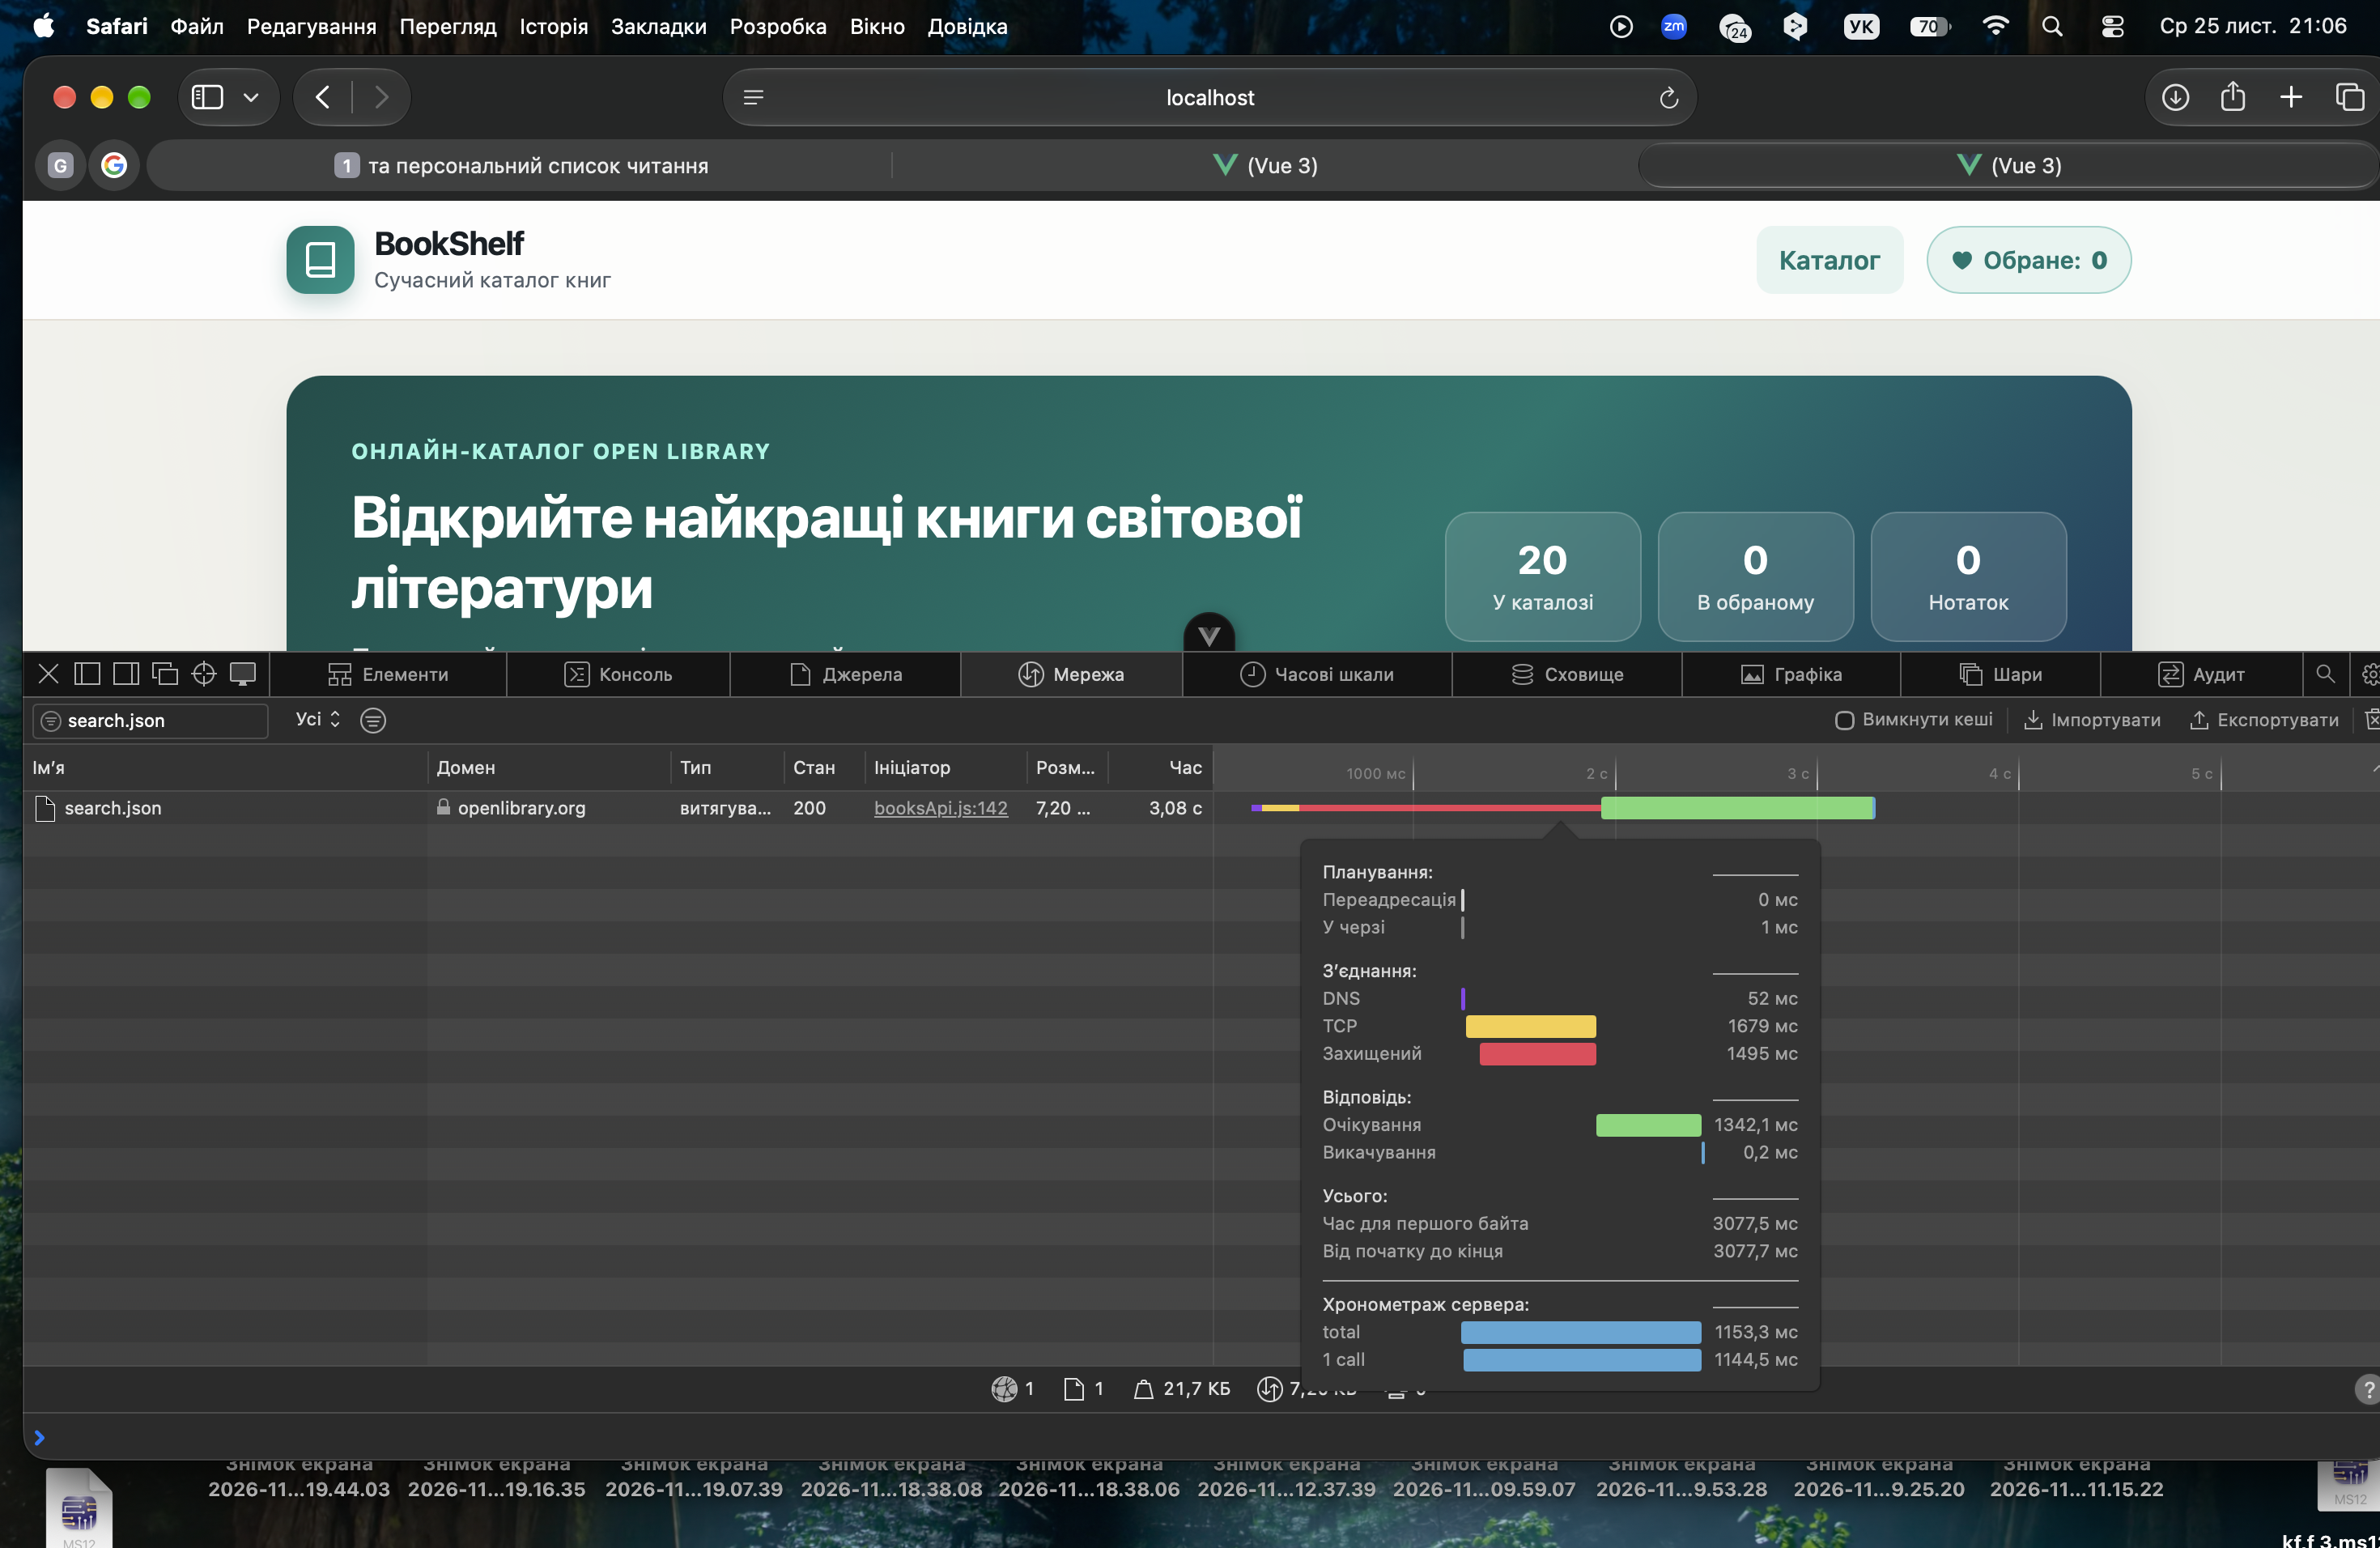 Safari Файл Редагування Перегляд Історія Закладки Розробка Вікно Довідка
zm 24 УК 70 Ср 25 лист. 21:06
localhost
G G 1 та персональний список читання (Vue 3) (Vue 3)
BookShelf
Сучасний каталог книг
Каталог
Обране: 0
ОНЛАЙН-КАТАЛОГ OPEN LIBRARY
Відкрийте найкращі книги світової
літератури
20
У каталозі
0
В обраному
0
Нотаток
Елементи Консоль Джерела Мережа Часові шкали Сховище Графіка Шари Аудит
search.json Усі Вимкнути кеші Імпортувати Експортувати
Ім’я Домен Тип Стан Ініціатор Розм... Час 1000 мс 2 с 3 с 4 с 5 с
search.json openlibrary.org витягува... 200 booksApi.js:142 7,20 ... 3,08 с
Планування:
Переадресація 0 мс
У черзі 1 мс
З’єднання:
DNS 52 мс
TCP 1679 мс
Захищений 1495 мс
Відповідь:
Очікування 1342,1 мс
Викачування 0,2 мс
Усього:
Час для першого байта 3077,5 мс
Від початку до кінця 3077,7 мс
Хронометраж сервера:
total 1153,3 мс
1 call 1144,5 мс
1 1 21,7 КБ ?
Знімок екрана Знімок екрана Знімок екрана Знімок екрана Знімок екрана Знімок екрана Знімок екрана Знімок екрана Знімок екрана Знімок екрана
2026-11...19.44.03 2026-11...19.16.35 2026-11...19.07.39 2026-11...18.38.08 2026-11...18.38.06 2026-11...12.37.39 2026-11...09.59.07 2026-11...9.53.28 2026-11...9.25.20 2026-11...11.15.22
MS12 MS12